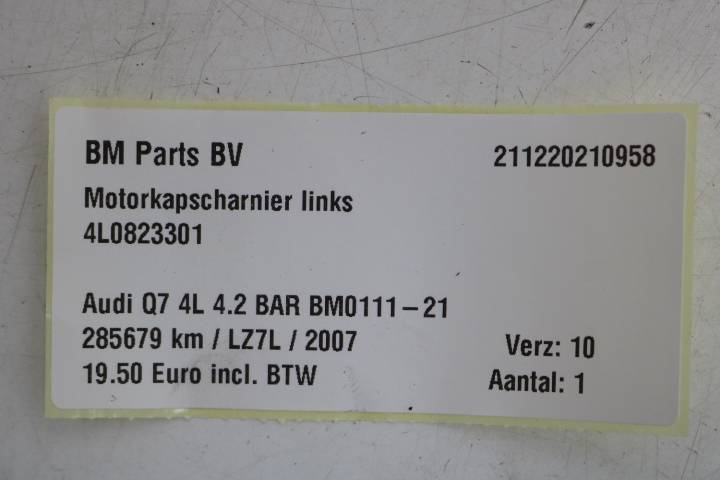 BM Parts BV 211220210958
Motorkapscharnier links
4L0823301
Audi Q7 4L 4.2 BAR BM0111-21
285679 km / LZ7L / 2007 Verz: 10
19.50 Euro incl. BTW Aantal: 1